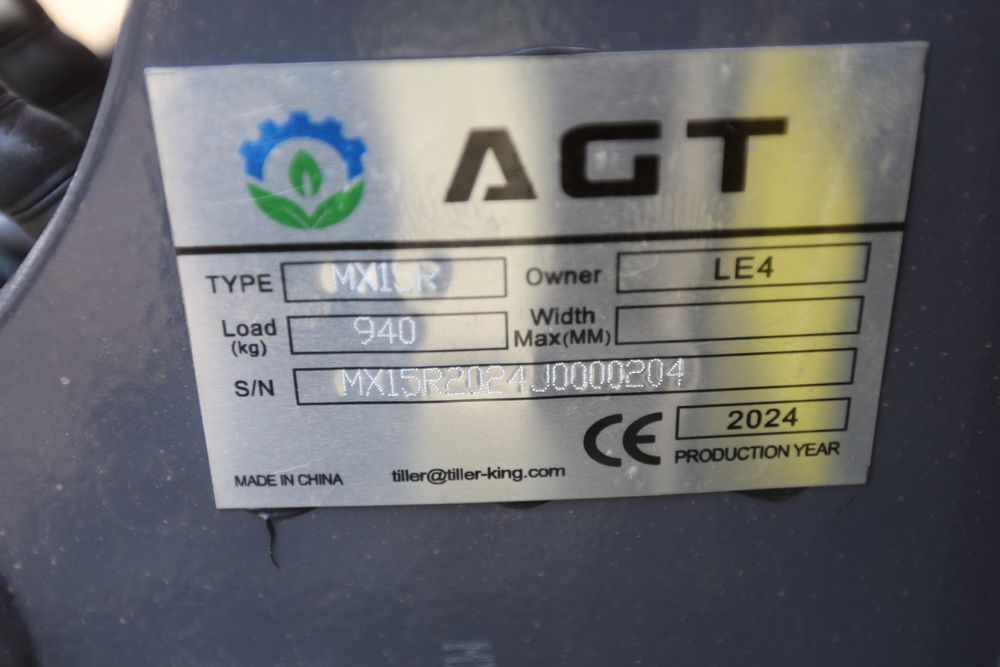 AGT
TYPE MX15R Owner LE4
Load (kg) 940 Width Max(MM)
S/N MX15R2024J0000204
CE 2024
PRODUCTION YEAR
MADE IN CHINA tiller@tiller-king.com